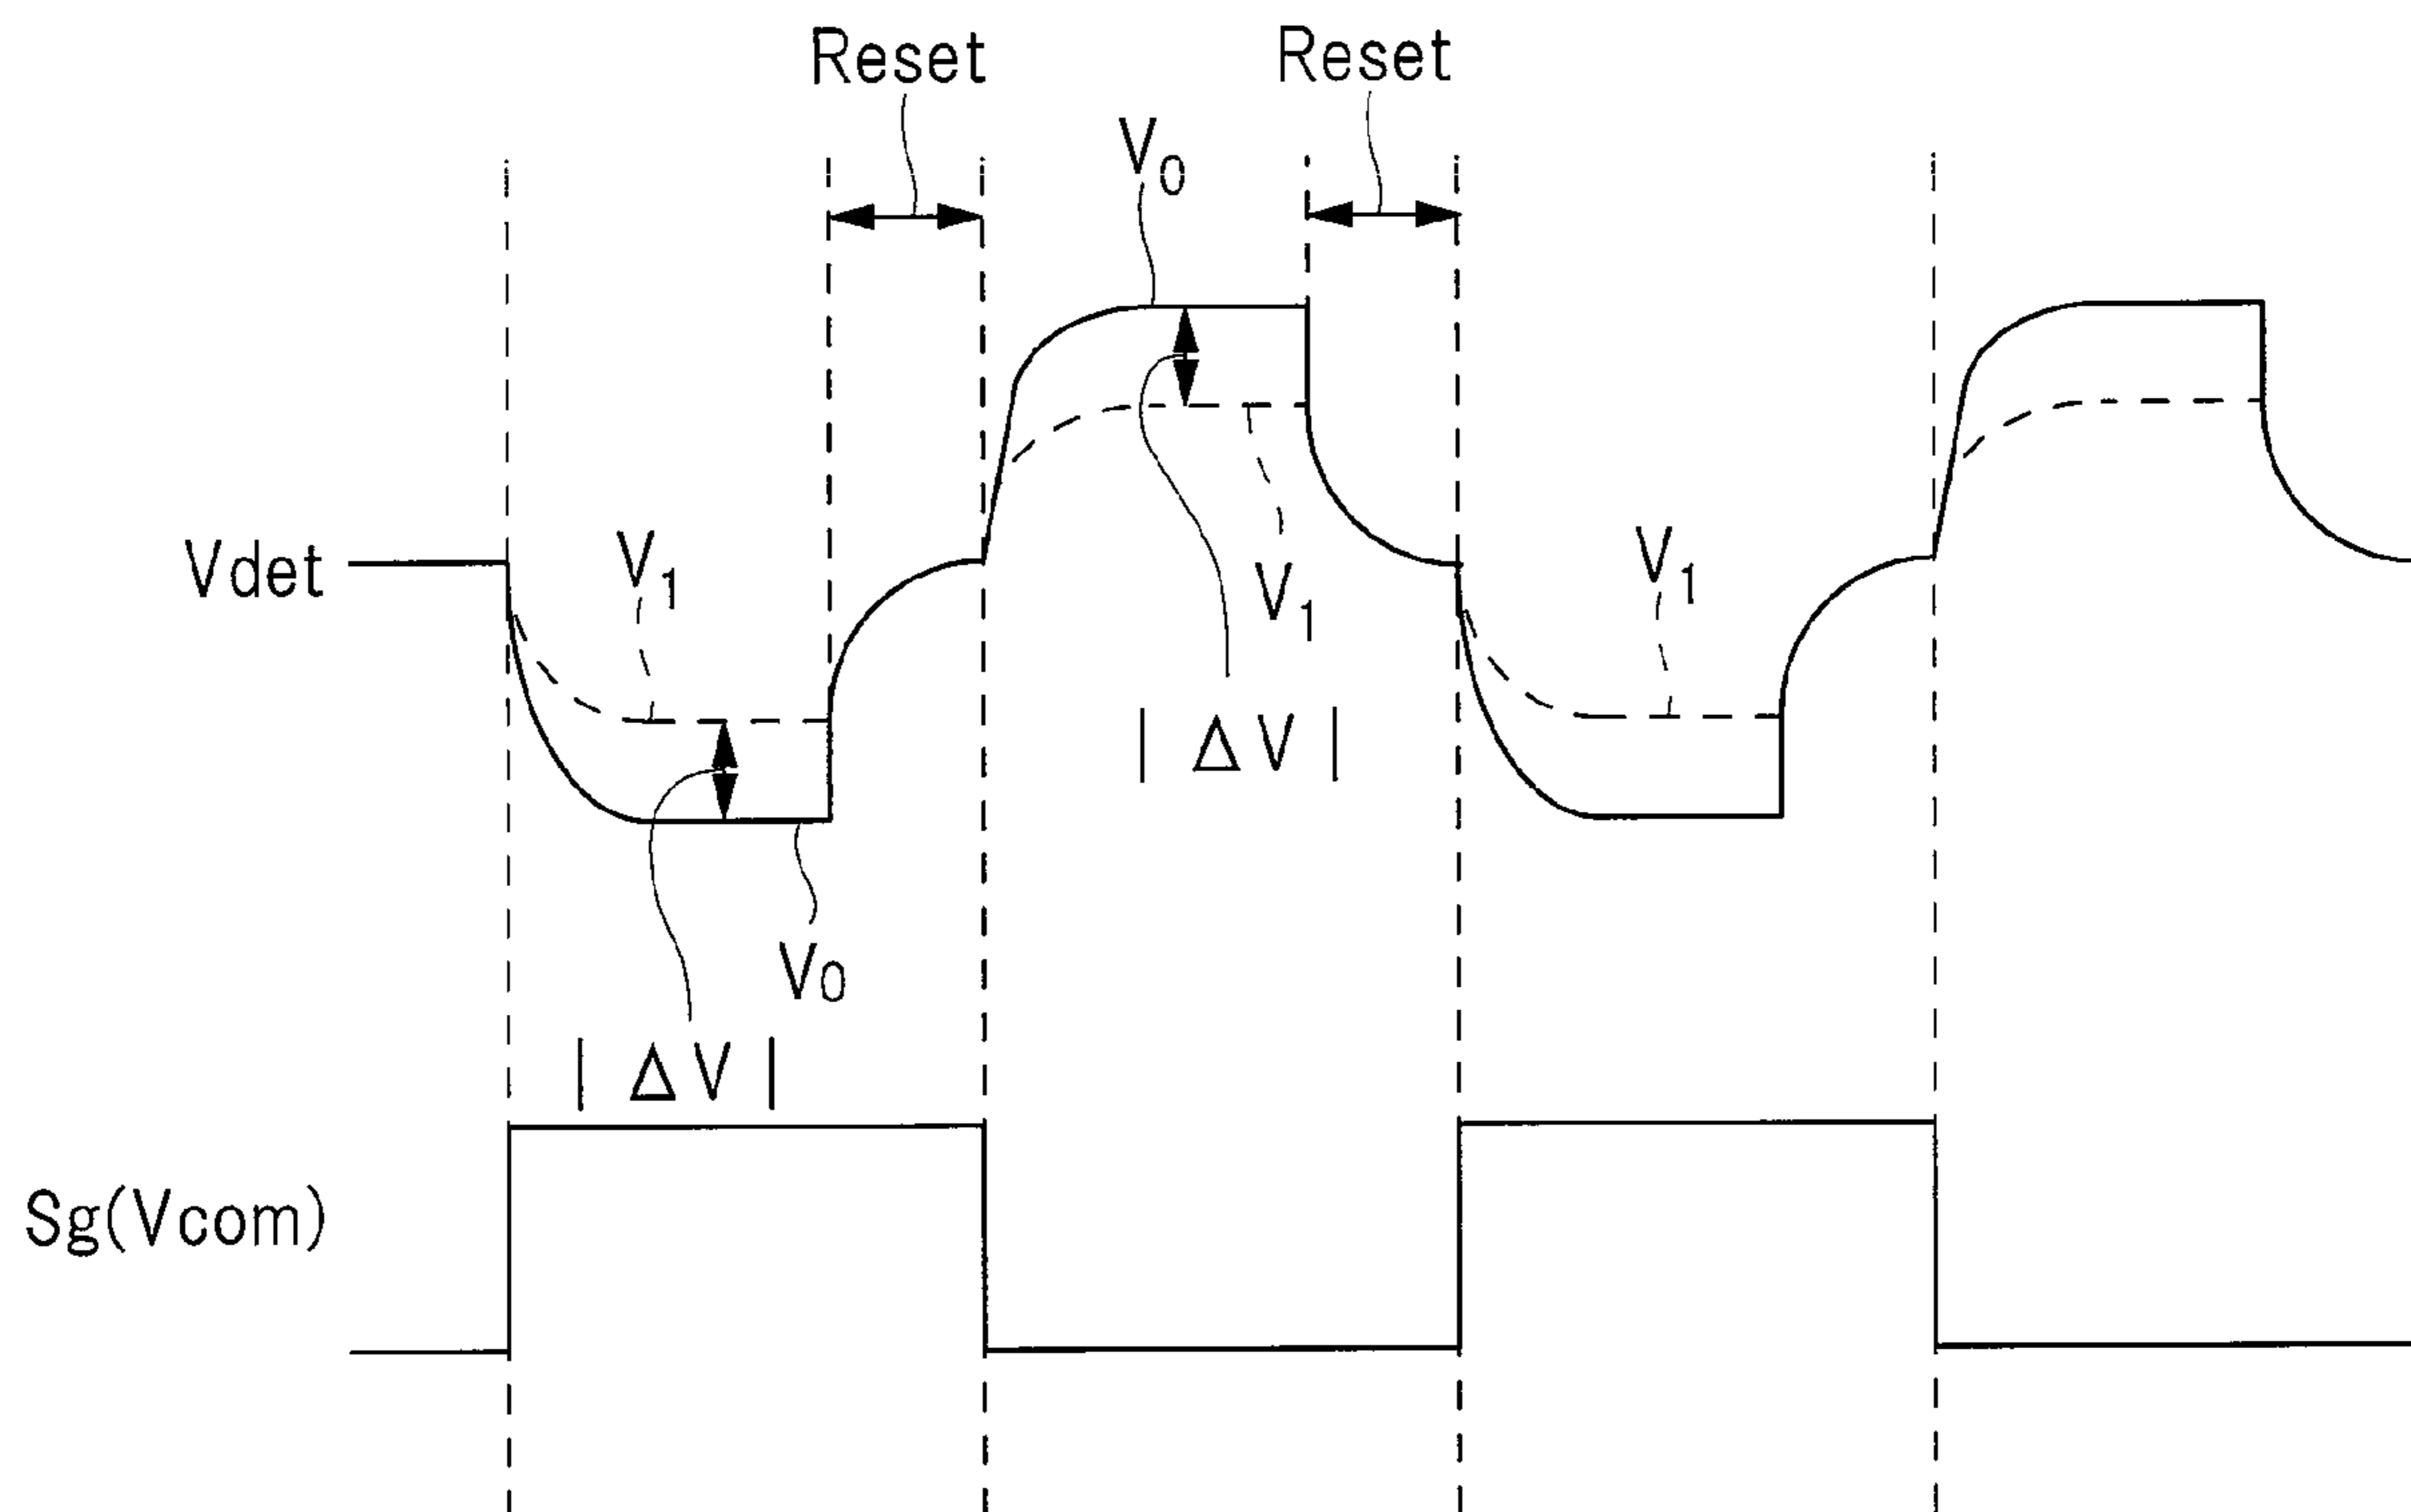 Reset
Reset
V0
Vdet
V1
V1
V1
| ΔV |
V0
| ΔV |
Sg(Vcom)